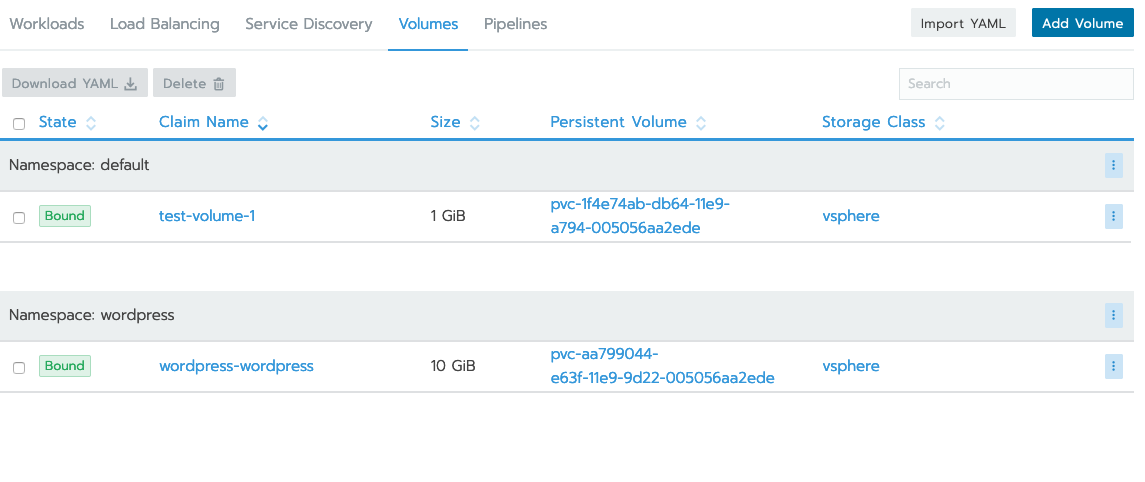 Workloads Load Balancing Service Discovery Volumes Pipelines Import YAML Add Volume
Download YAML Delete Search
State Claim Name Size Persistent Volume Storage Class
Namespace: default
Bound test-volume-1 1 GiB pvc-1f4e74ab-db64-11e9- vsphere
a794-005056aa2ede
Namespace: wordpress
Bound wordpress-wordpress 10 GiB pvc-aa799044- vsphere
e63f-11e9-9d22-005056aa2ede